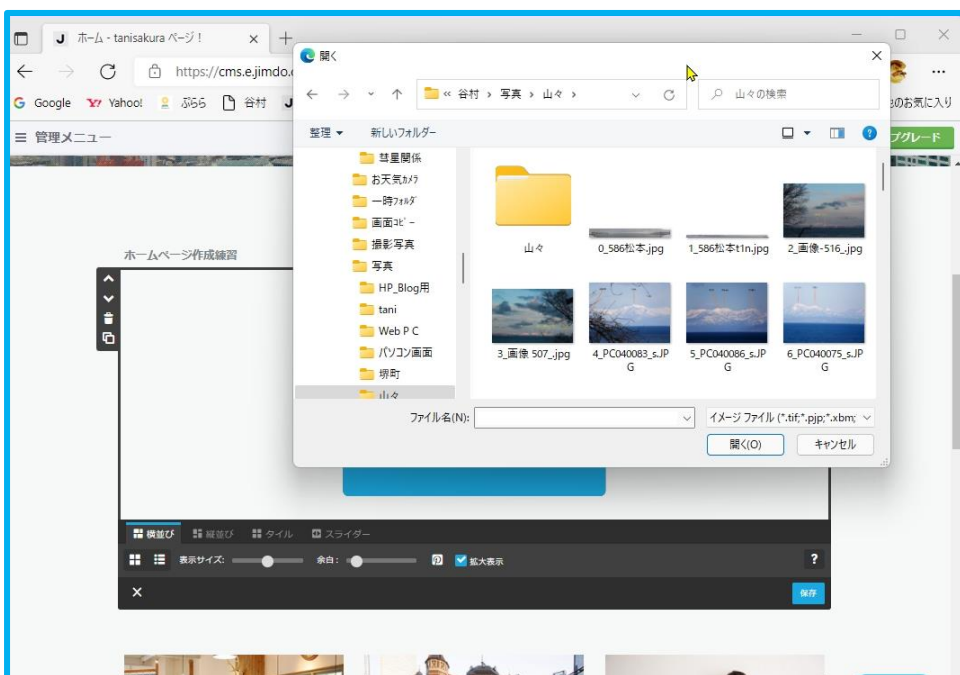 ホーム - tanisakura ページ！
https://cms.e.jimdo.
Google Yahoo! ぷらら 谷村
のお気に入り
管理メニュー
プグレード
開く
« 谷村 › 写真 › 山々 ›
山々の検索
整理 新しいフォルダー
彗星関係
お天気ｶﾒﾗ
一時ﾌｫﾙﾀﾞ
画面ｺﾋﾟｰ
撮影写真
写真
HP_Blog用
tani
Web P C
パソコン画面
堺町
山々
山々
0_586松本.jpg
1_586松本t1n.jpg
2_画像-516_.jpg
3_画像 507_.jpg
4_PC040083_s.JP
G
5_PC040086_s.JP
G
6_PC040075_s.JP
G
ファイル名(N):
イメージ ファイル (*.tif;*.pjp;*.xbm;
開く(O) キャンセル
ホームページ作成練習
横並び 縦並び タイル スライダー
表示サイズ: 余白: 拡大表示 ?
保存